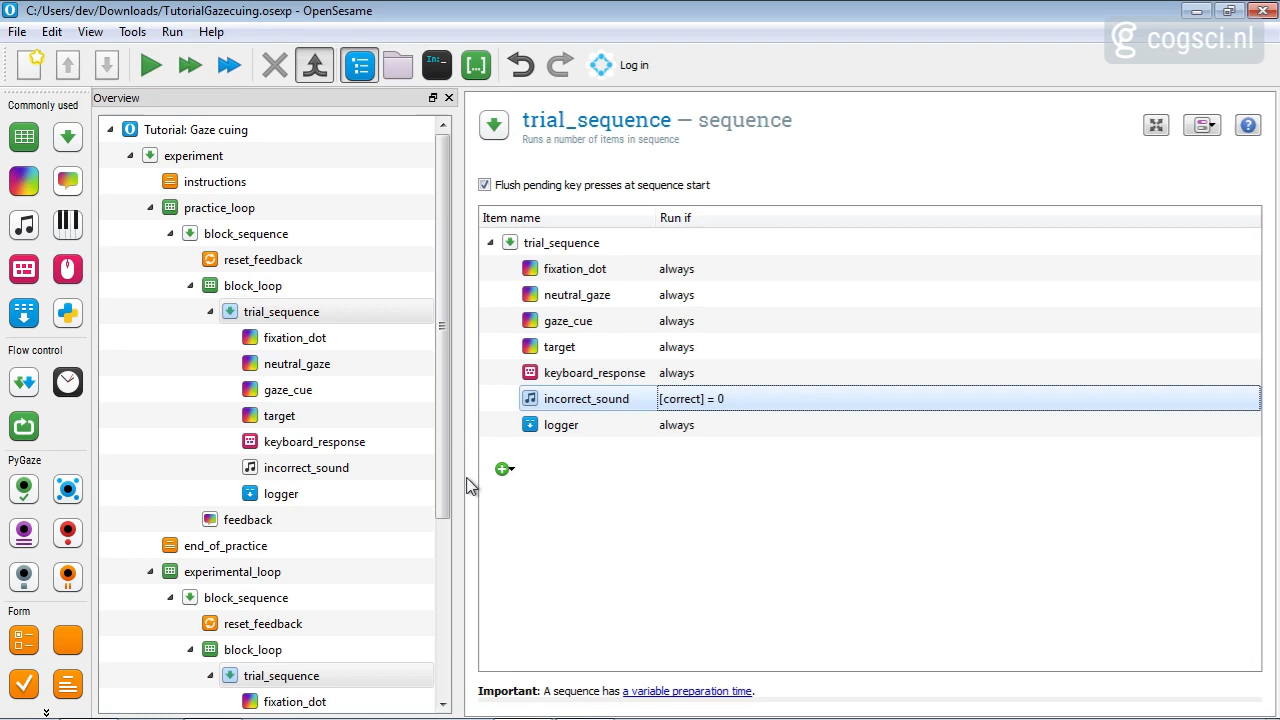 C:/Users/dev/Downloads/TutorialGazecuing.osexp - OpenSesame
File Edit View Tools Run Help
cogsci.nl
In:_
[...]
Log in
Commonly used
Overview
Tutorial: Gaze cuing
experiment
instructions
practice_loop
block_sequence
reset_feedback
block_loop
trial_sequence
fixation_dot
neutral_gaze
gaze_cue
target
keyboard_response
incorrect_sound
logger
feedback
end_of_practice
experimental_loop
block_sequence
reset_feedback
block_loop
trial_sequence
fixation_dot
Flow control
PyGaze
Form
trial_sequence — sequence
Runs a number of items in sequence
Flush pending key presses at sequence start
Item name Run if
trial_sequence
fixation_dot always
neutral_gaze always
gaze_cue always
target always
keyboard_response always
incorrect_sound [correct] = 0
logger always
Important: A sequence has a variable preparation time.